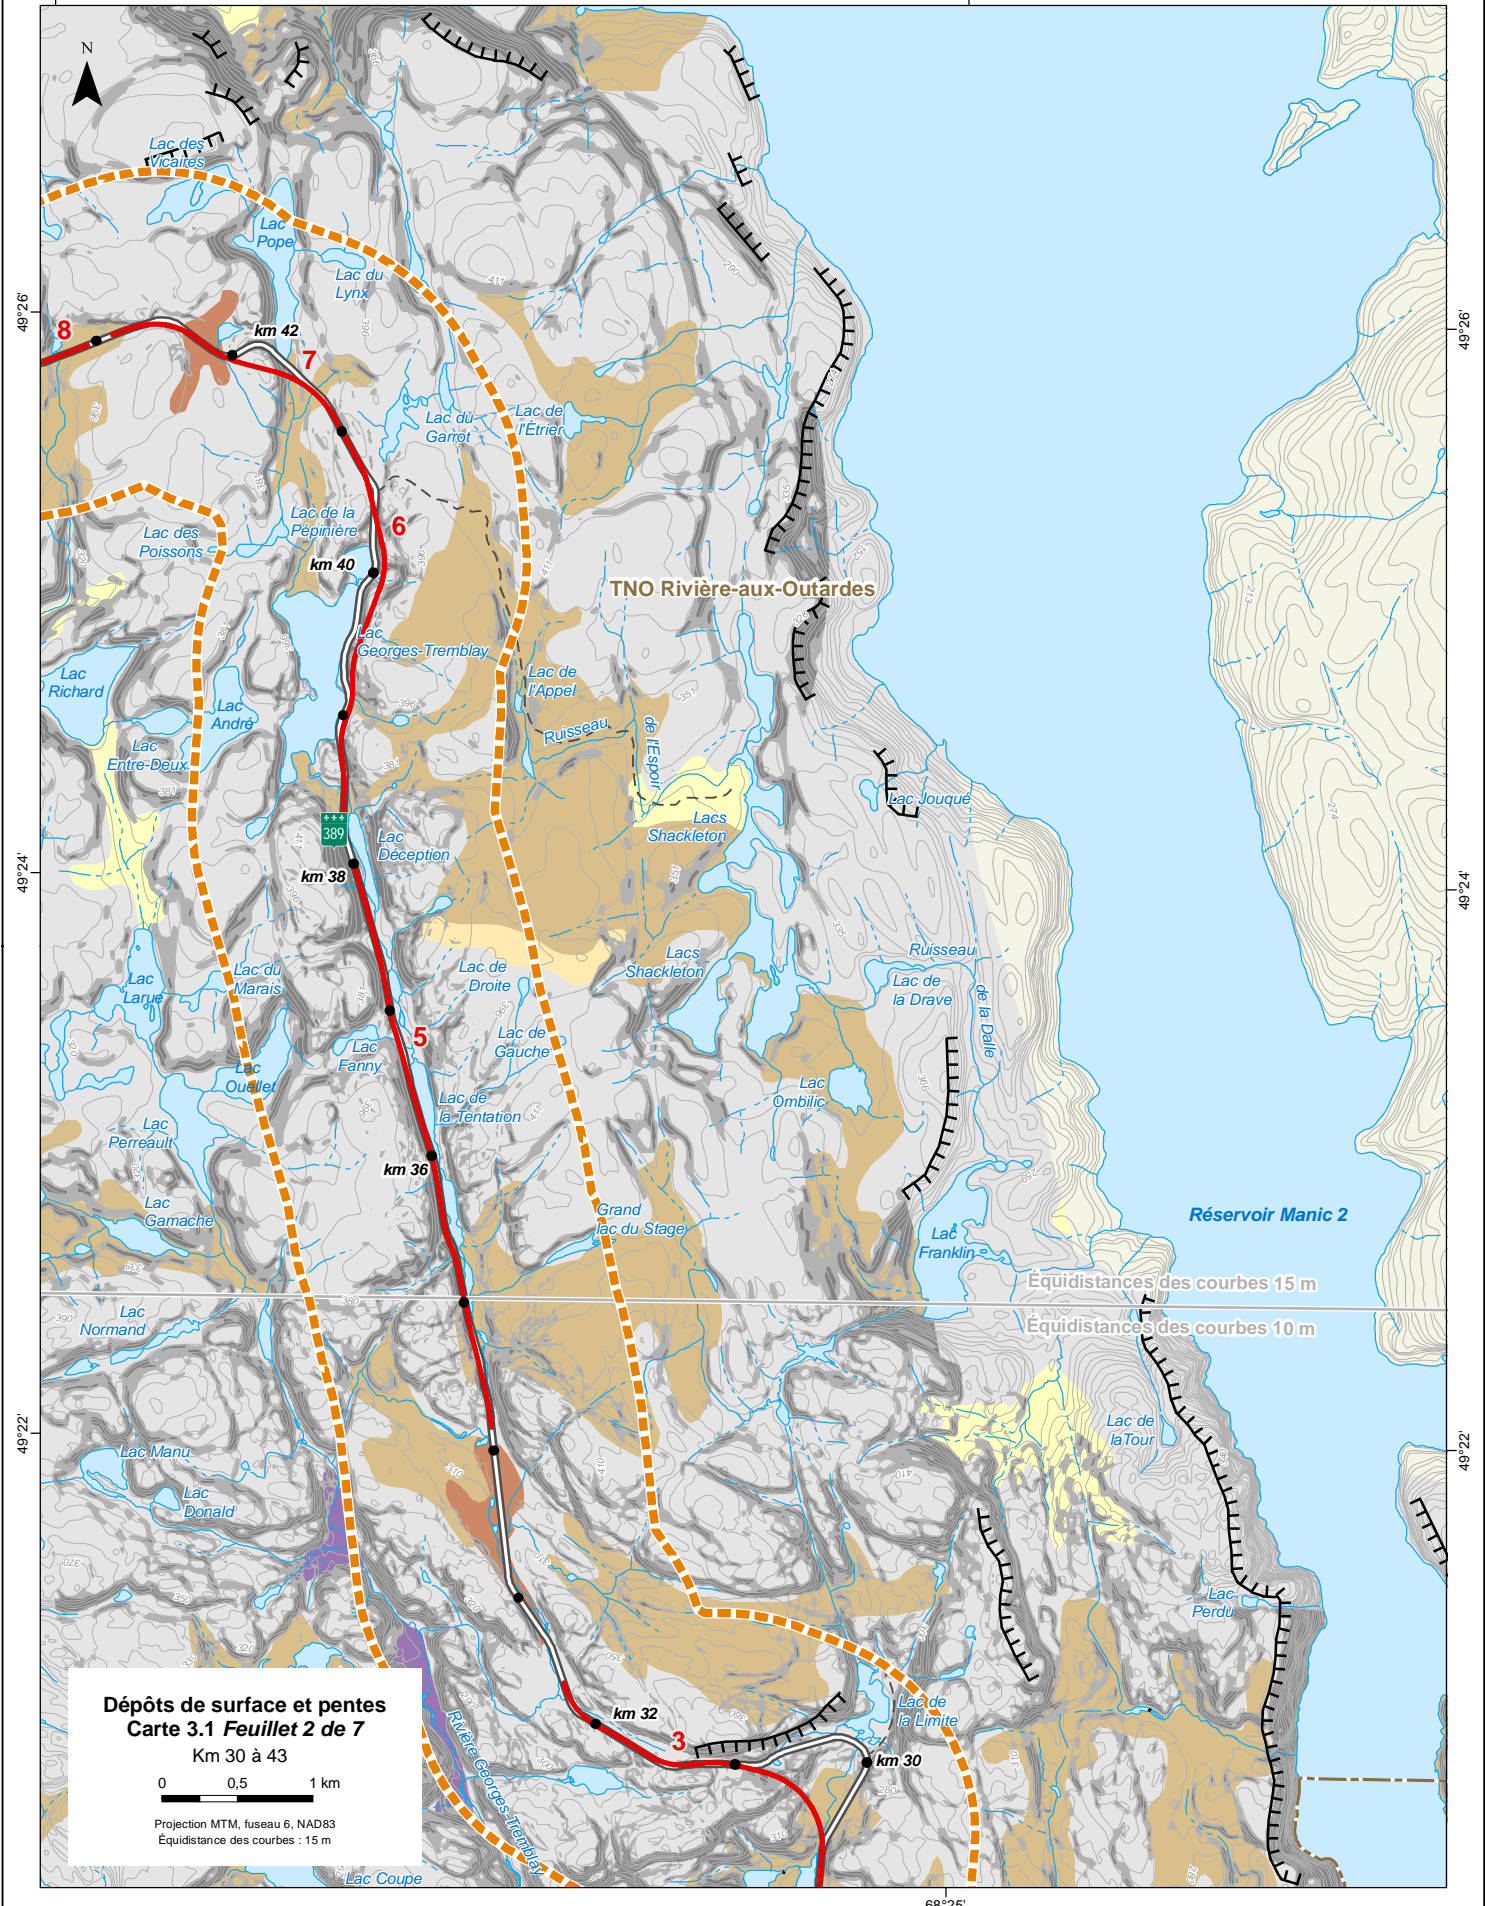 N
Lac des
Vicaires
Lac
Pope
Lac du
Lynx
49°26'
49°26'
8
km 42
7
Lac du
Garrot
Lac de
l'Étrier
Lac des
Poissons
Lac de la
Pépinière
6
km 40
TNO Rivière-aux-Outardes
Lac
Georges-Tremblay
Lac
Richard
Lac
André
Lac de
l'Appel
Ruisseau
de l'Espoir
Lac
Entre-Deux
Lac Jouqué
389
Lac
Déception
Lacs
Shackleton
km 38
49°24'
49°24'
Lac
Larue
Lac du
Marais
Lac de
Droite
Lacs
Shackleton
Ruisseau
de la Dalle
Lac de
la Drave
5
Lac
Fanny
Lac de
Gauche
Lac
Ouellet
Lac
Ombilic
Lac de
la Tentation
Lac
Perreault
km 36
Lac
Gamache
Grand
lac du Stage
Lac
Franklin
Réservoir Manic 2
Équidistances des courbes 15 m
Équidistances des courbes 10 m
Lac
Normand
Lac de
laTour
49°22'
49°22'
Lac Manu
Lac
Donald
Lac
Perdu
Dépôts de surface et pentes
Carte 3.1 Feuillet 2 de 7
Km 30 à 43
0 0,5 1 km
Projection MTM, fuseau 6, NAD83
Équidistance des courbes : 15 m
km 32
3
Lac de
la Limite
km 30
Rivière Georges-Tremblay
Lac Coupe
68°25'